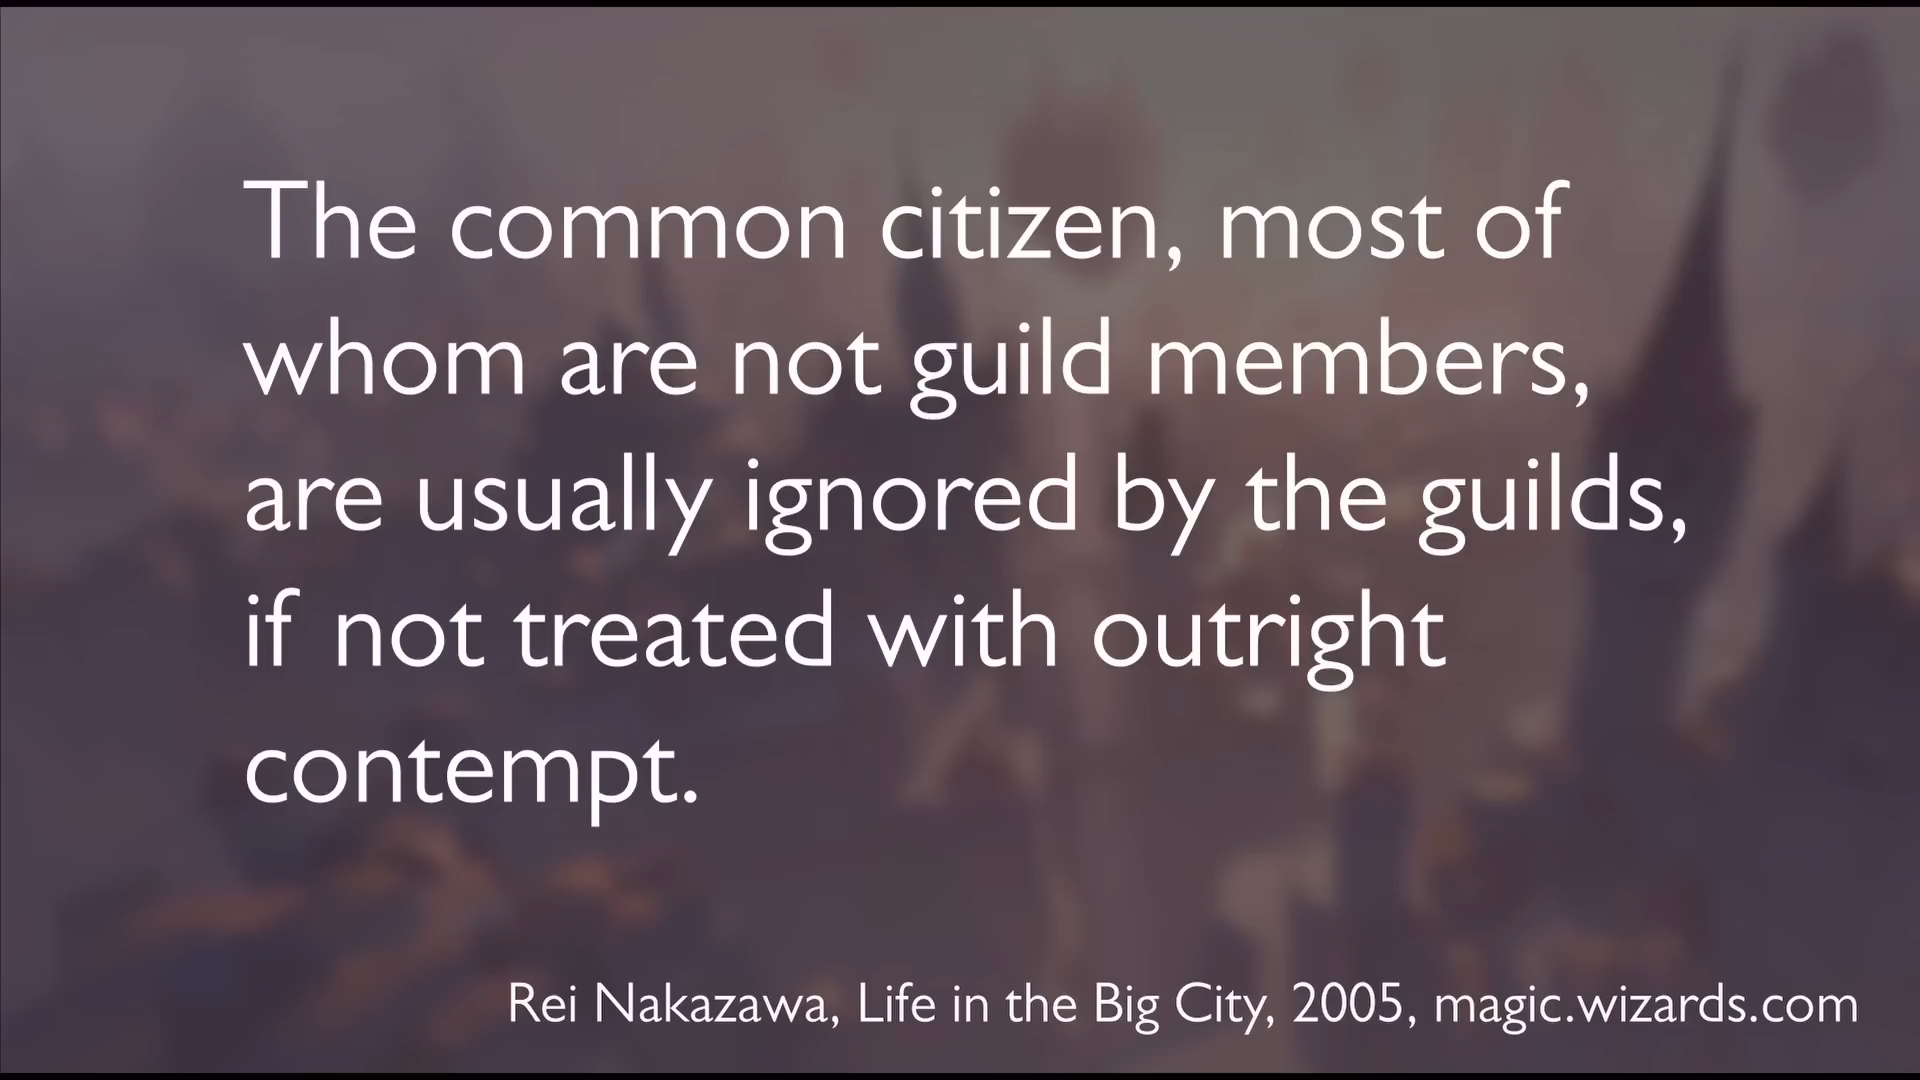 The common citizen, most of
whom are not guild members,
are usually ignored by the guilds,
if not treated with outright
contempt.
Rei Nakazawa, Life in the Big City, 2005, magic.wizards.com